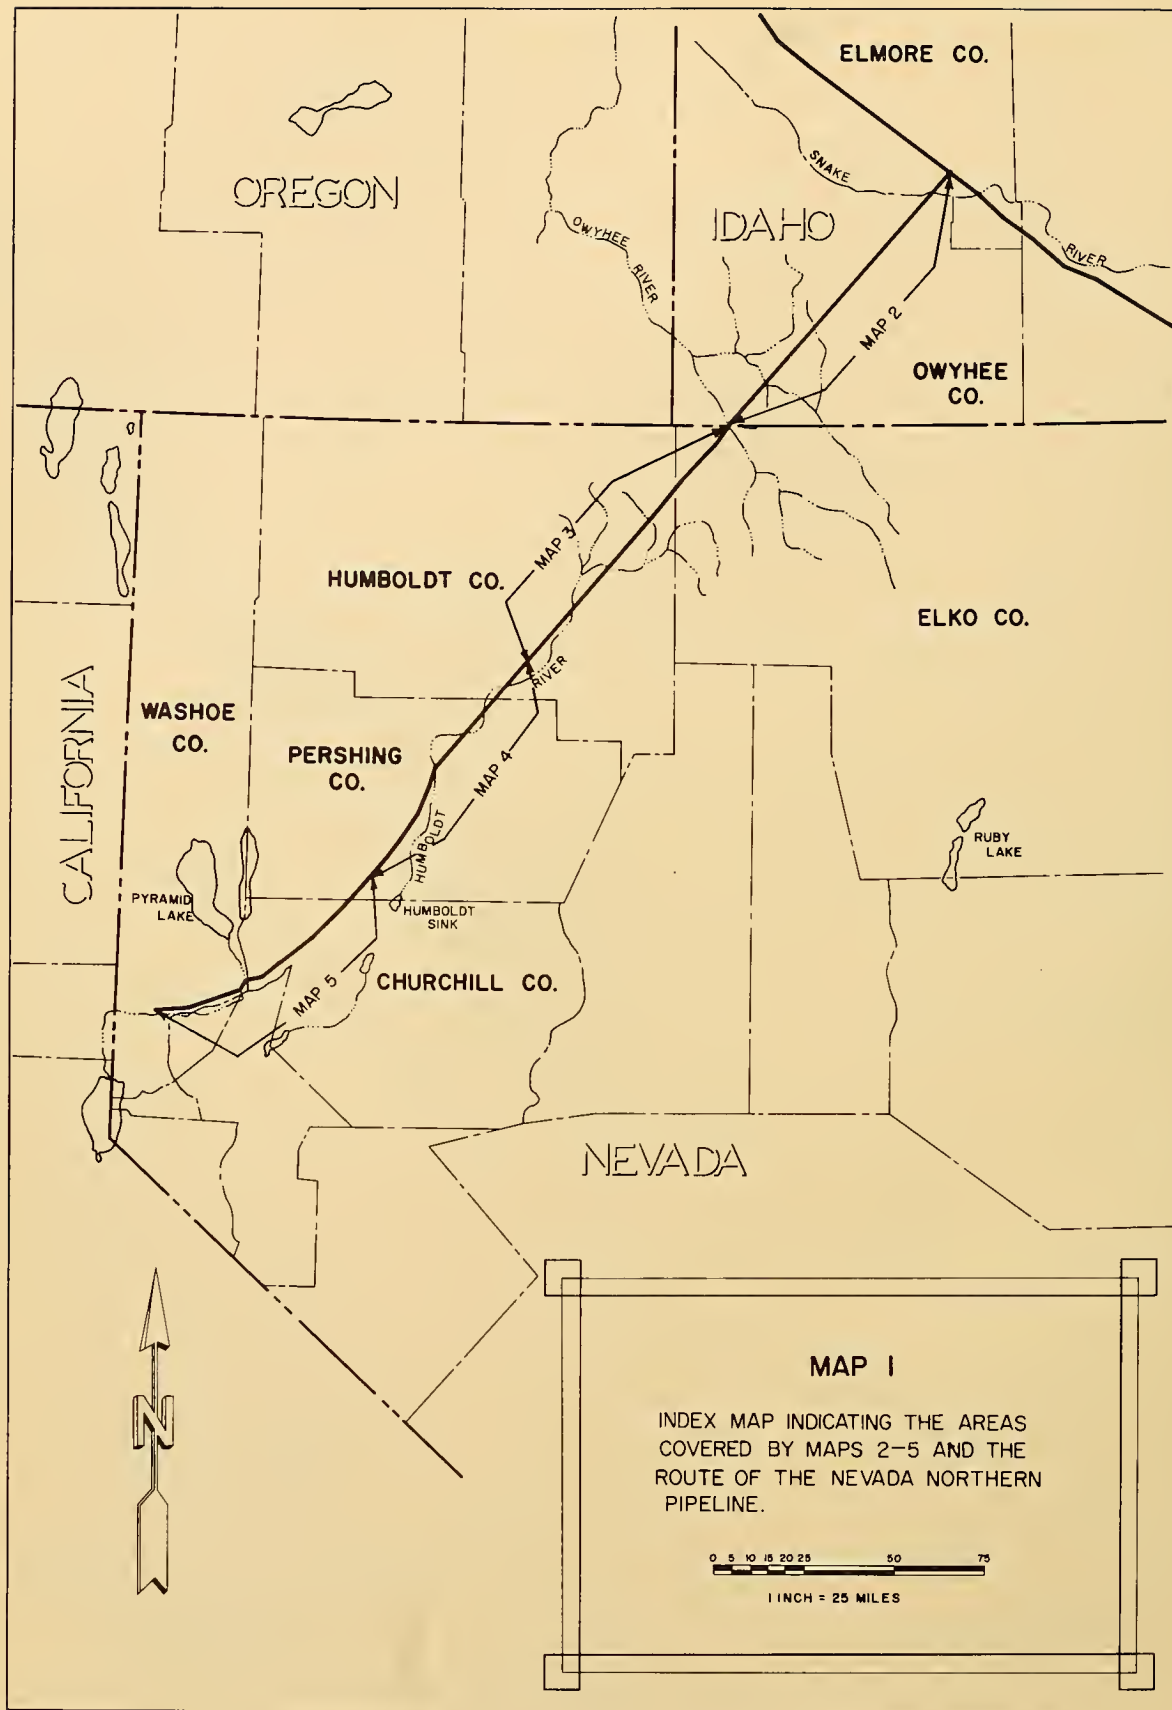 ELMORE CO.
SNAKE
RIVER
OREGON
OWYHEE
RIVER
IDAHO
MAP 2
OWYHEE
CO.
MAP 3
HUMBOLDT CO.
ELKO CO.
RIVER
CALIFORNIA
WASHOE
CO.
PERSHING
CO.
MAP 4
HUMBOLDT
RUBY
LAKE
PYRAMID
LAKE
HUMBOLDT
SINK
MAP 5
CHURCHILL CO.
NEVADA
N
MAP 1
INDEX MAP INDICATING THE AREAS
COVERED BY MAPS 2-5 AND THE
ROUTE OF THE NEVADA NORTHERN
PIPELINE.
0 5 10 15 20 25 50 75
1 INCH = 25 MILES